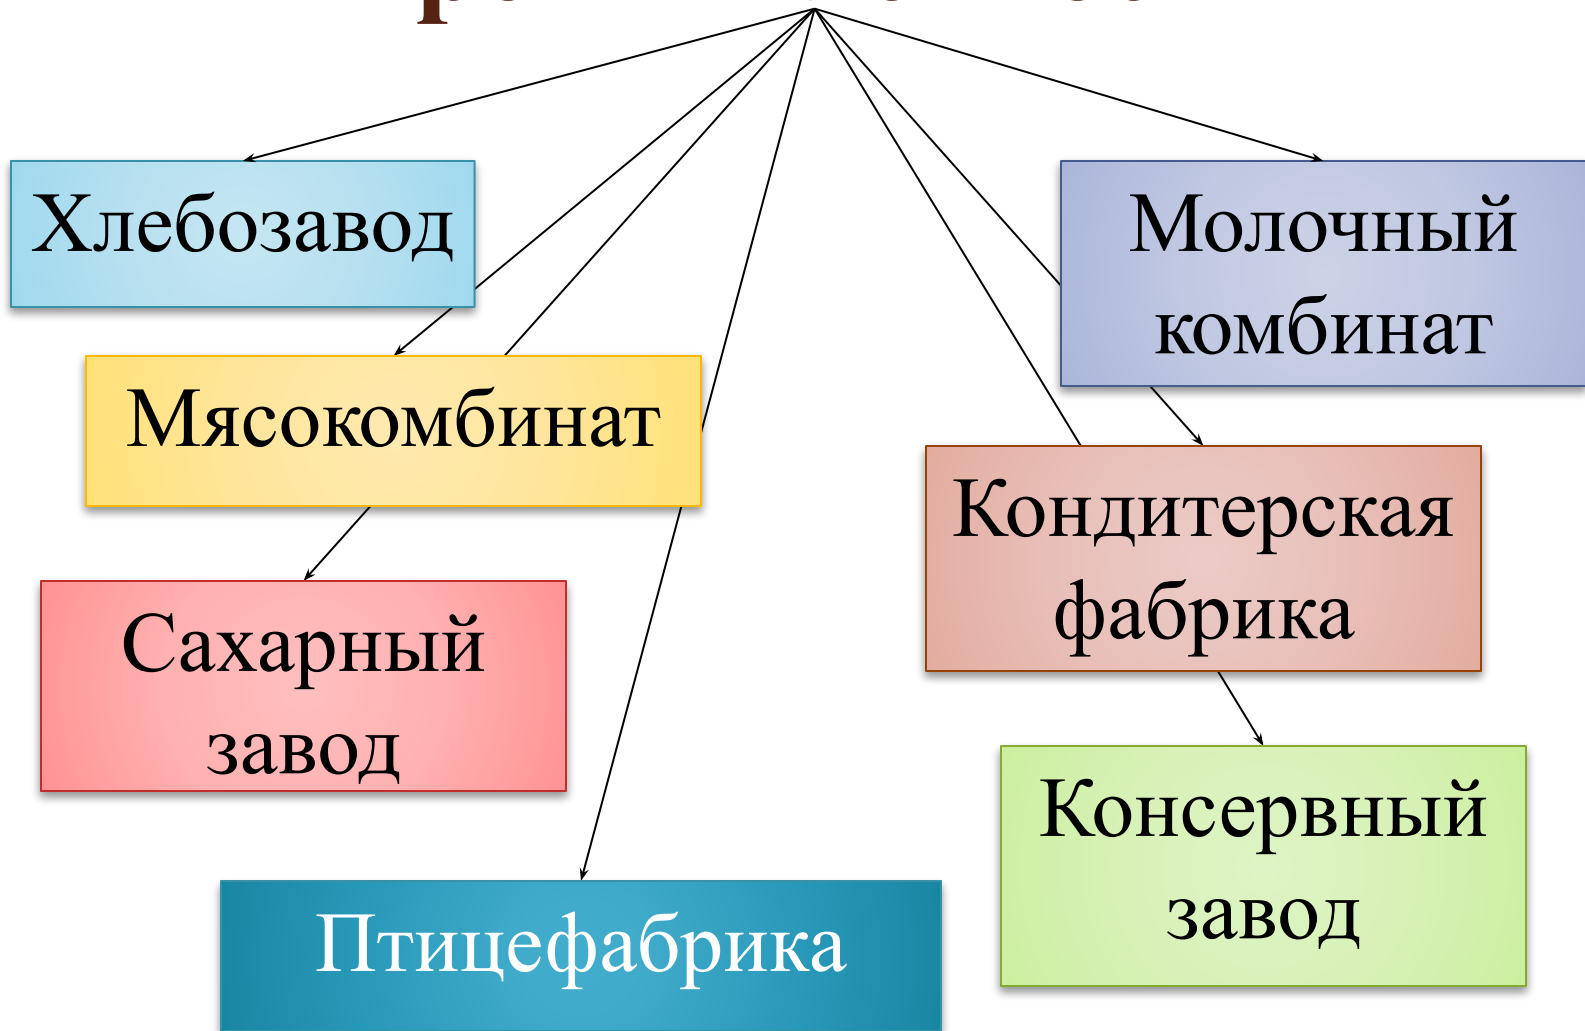 Хлебозавод
Молочный
комбинат
Мясокомбинат
Кондитерская
фабрика
Сахарный
завод
Консервный
завод
Птицефабрика